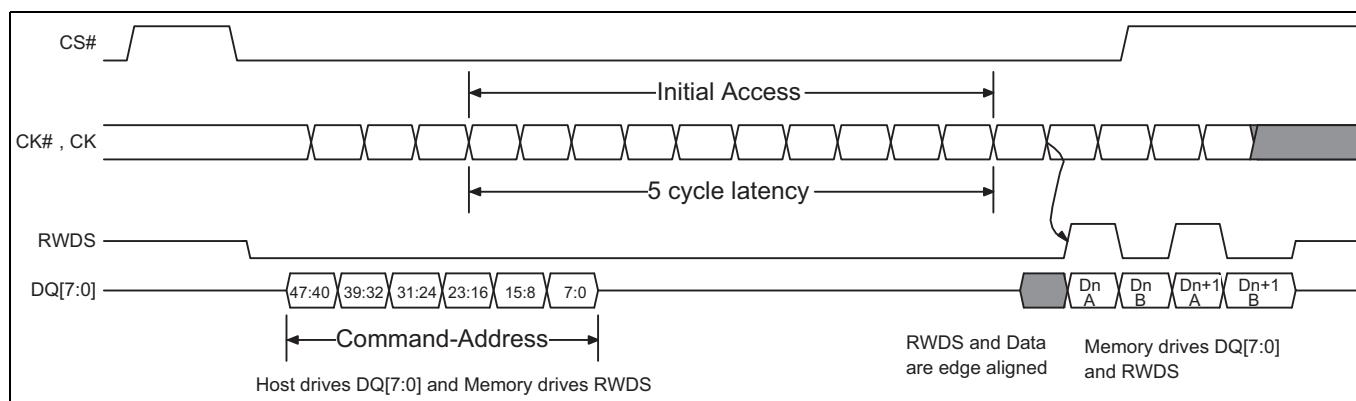 CS#
Initial Access
CK# , CK
5 cycle latency
RWDS
DQ[7:0]
47:40 39:32 31:24 23:16 15:8 7:0
Dn A Dn B Dn+1 A Dn+1 B
Command-Address
RWDS and Data
are edge aligned
Memory drives DQ[7:0]
and RWDS
Host drives DQ[7:0] and Memory drives RWDS